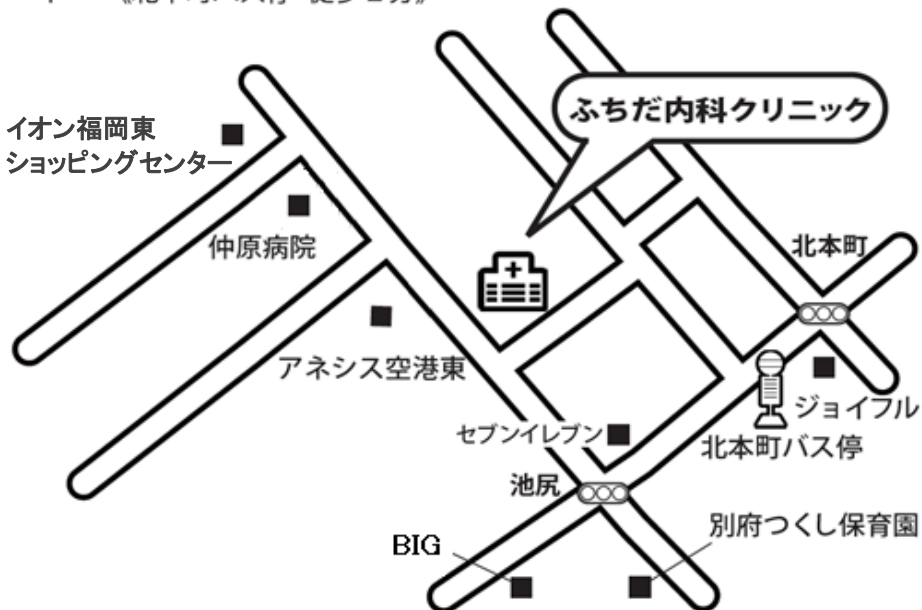 ふちだ内科クリニック
イオン福岡東
ショッピングセンター
仲原病院
北本町
アネシス空港東
ジョイフル
セブンイレブン
北本町バス停
池尻
別府つくし保育園
BIG